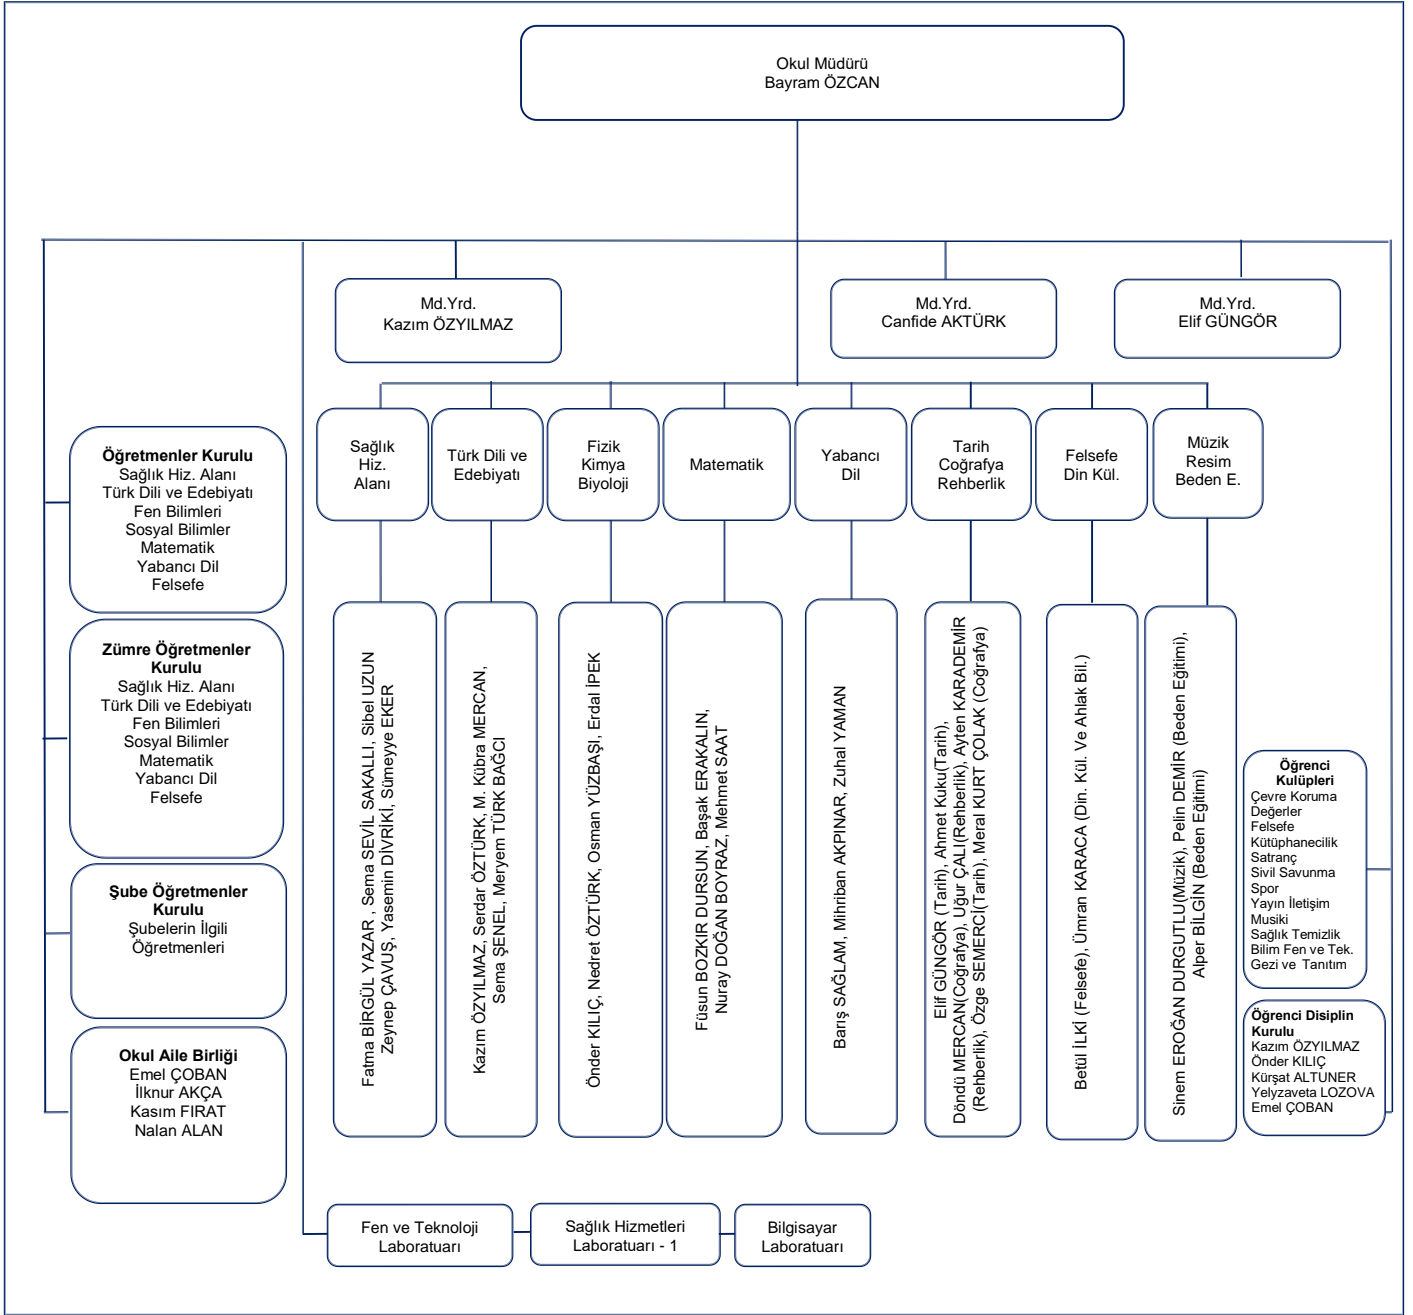 Okul Müdürü
Bayram ÖZCAN
Md.Yrd.
Kazım ÖZYILMAZ
Md.Yrd.
Canfide AKTÜRK
Md.Yrd.
Elif GÜNGÖR
Sağlık
Hiz.
Alanı
Türk Dili ve
Edebiyatı
Fizik
Kimya
Biyoloji
Matematik
Yabancı
Dil
Tarih
Coğrafya
Rehberlik
Felsefe
Din Kül.
Müzik
Resim
Beden E.
Öğretmenler Kurulu
Sağlık Hiz. Alanı
Türk Dili ve Edebiyatı
Fen Bilimleri
Sosyal Bilimler
Matematik
Yabancı Dil
Felsefe
Zümre Öğretmenler
Kurulu
Sağlık Hiz. Alanı
Türk Dili ve Edebiyatı
Fen Bilimleri
Sosyal Bilimler
Matematik
Yabancı Dil
Felsefe
Şube Öğretmenler
Kurulu
Şubelerin İlgili
Öğretmenleri
Okul Aile Birliği
Emel ÇOBAN
İlknur AKÇA
Kasım FIRAT
Nalan ALAN
Fatma BİRGÜL YAZAR , Sema SEVİL SAKALLI, Sibel UZUN
Zeynep ÇAVUŞ, Yasemin DİVRİKİ, Sümeyye EKER
Kazım ÖZYILMAZ, Serdar ÖZTÜRK, M. Kübra MERCAN,
Sema ŞENEL, Meryem TÜRK BAĞCI
Önder KILIÇ, Nedret ÖZTÜRK, Osman YÜZBAŞI, Erdal İPEK
Füsun BOZKIR DURSUN, Başak ERAKALIN,
Nuray DOĞAN BOYRAZ, Mehmet SAAT
Barış SAĞLAM, Mihriban AKPINAR, Zuhal YAMAN
Elif GÜNGÖR (Tarih), Ahmet Kuku(Tarih),
Döndü MERCAN(Coğrafya), Uğur ÇALI(Rehberlik), Ayten KARADEMİR
(Rehberlik), Özge SEMERCİ(Tarih), Meral KURT ÇOLAK (Coğrafya)
Betül İLKİ (Felsefe), Ümran KARACA (Din. Kül. Ve Ahlak Bil.)
Sinem EROĞAN DURGUTLU(Müzik), Pelin DEMİR (Beden Eğitimi),
Alper BİLGİN (Beden Eğitimi)
Öğrenci
Kulüpleri
Çevre Koruma
Değerler
Felsefe
Kütüphanecilik
Satranç
Sivil Savunma
Spor
Yayın İletişim
Musiki
Sağlık Temizlik
Bilim Fen ve Tek.
Gezi ve Tanıtım
Öğrenci Disiplin
Kurulu
Kazım ÖZYILMAZ
Önder KILIÇ
Kürşat ALTUNER
Yelyzaveta LOZOVA
Emel ÇOBAN
Fen ve Teknoloji
Laboratuarı
Sağlık Hizmetleri
Laboratuarı - 1
Bilgisayar
Laboratuarı